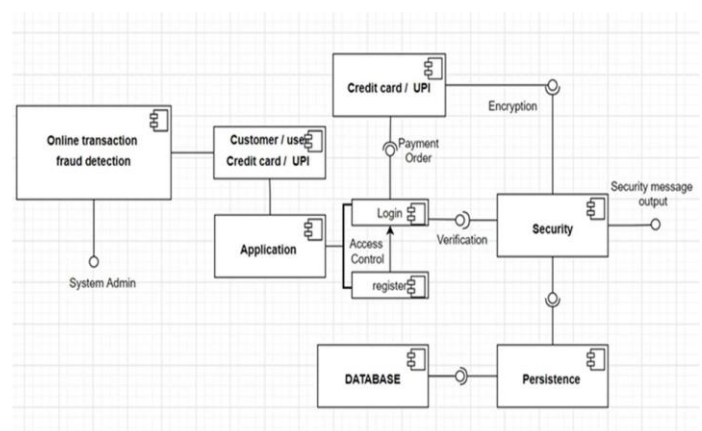 Credit card / UPI
Encryption
Online transaction
fraud detection
Customer / use
Credit card / UPI
Payment
Order
Security message
output
Login
Verification
Security
Application
Access
Control
register
System Admin
DATABASE
Persistence